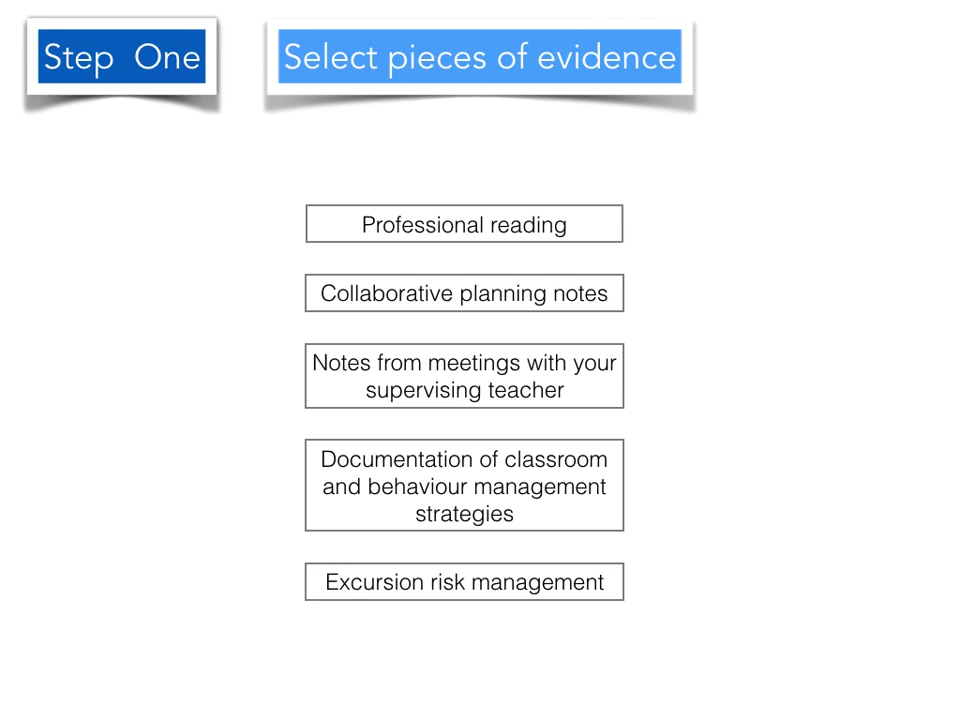 Step One
Select pieces of evidence
Professional reading
Collaborative planning notes
Notes from meetings with your
supervising teacher
Documentation of classroom
and behaviour management
strategies
Excursion risk management